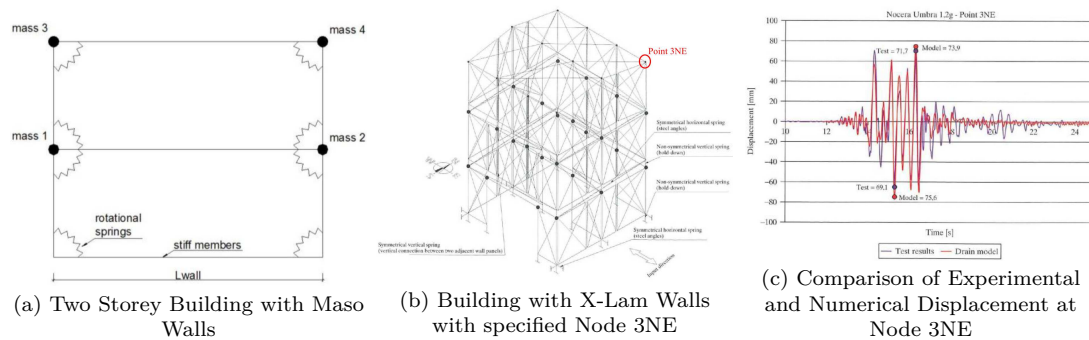 mass 3
mass 4
mass 1
mass 2
rotational
springs
stiff members
Lwall
(a) Two Storey Building with Maso
Walls
Point 3NE
Symmetrical horizontal spring
(steel angles)
Non-symmetrical vertical spring
(hold-down)
Non-symmetrical vertical spring
(hold-down)
Symmetrical vertical spring
(vertical connection between two adjacent wall panels)
Symmetrical horizontal spring
(steel angles)
Input direction
(b) Building with X-Lam Walls
with specified Node 3NE
Nocera Umbra 1.2g - Point 3NE
Displacement [mm]
100
80
60
40
20
0
−20
−40
−60
−80
−100
10
12
14
16
18
20
22
24
Test = 71,7
Model = 73,9
Test = 69,1
Model = 75,6
Time [s]
Test results
Drain model
(c) Comparison of Experimental
and Numerical Displacement at
Node 3NE